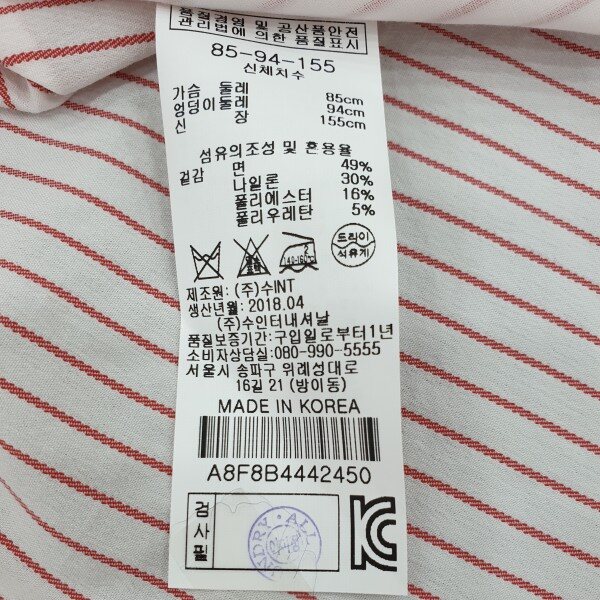 품질경영 및 공산품안전
관리법에 의한 품질표시
85-94-155
신체치수
가슴 둘레 85cm
엉덩이 둘레 94cm
신 장 155cm
섬유의조성 및 혼용율
겉감 면 49%
나일론 30%
폴리에스터 16%
폴리우레탄 5%
드라이
석유계
제조원: (주)수INT
생산년월: 2018.04
(주)수인터내셔날
품질보증기간:구입일로부터1년
소비자상담실:080-990-5555
서울시 송파구 위례성대로
16길 21 (방이동)
MADE IN KOREA
A8F8B4442450
검사필
KC